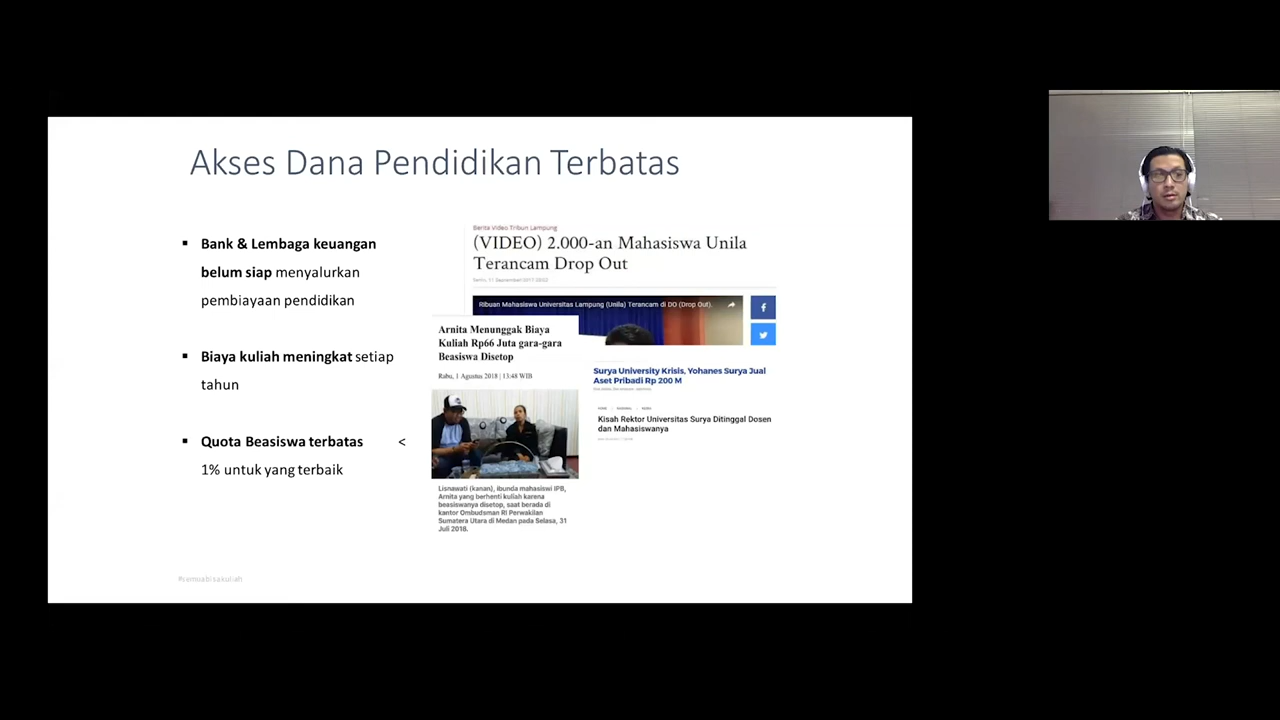 Akses Dana Pendidikan Terbatas
▪ Bank & Lembaga keuangan
belum siap menyalurkan
pembiayaan pendidikan
▪ Biaya kuliah meningkat setiap
tahun
▪ Quota Beasiswa terbatas <
1% untuk yang terbaik
Berita Video Tribun Lampung
(VIDEO) 2.000-an Mahasiswa Unila
Terancam Drop Out
Senin, 11 September 2017
Ribuan Mahasiswa Universitas Lampung (Unila) Terancam di DO (Drop Out).
Arnita Menunggak Biaya
Kuliah Rp66 Juta gara-gara
Beasiswa Disetop
Rabu, 1 Agustus 2018 | 13:48 WIB
Lisnawati (kanan), ibunda mahasiswi IPB,
Arnita yang berhenti kuliah karena
beasiswanya disetop, saat berada di
kantor Ombudsman RI Perwakilan
Sumatera Utara di Medan pada Selasa, 31
Juli 2018.
Surya University Krisis, Yohanes Surya Jual
Aset Pribadi Rp 200 M
Kisah Rektor Universitas Surya Ditinggal Dosen
dan Mahasiswanya
#semuabisakuliah